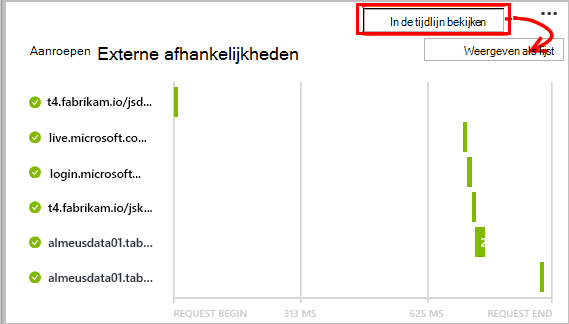 In de tijdlijn bekijken
...
Weergeven als lijst
Aanroepen Externe afhankelijkheden
t4.fabrikam.io/jsd...
live.microsoft.co...
login.microsoft...
t4.fabrikam.io/jsk...
almeusdata01.tab...
2
almeusdata01.tab...
REQUEST BEGIN 313 MS 625 MS REQUEST END